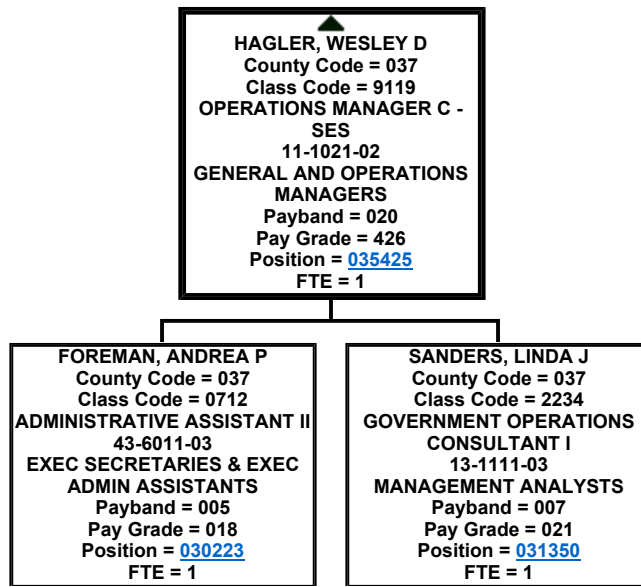 HAGLER, WESLEY D
County Code = 037
Class Code = 9119
OPERATIONS MANAGER C -
SES
11-1021-02
GENERAL AND OPERATIONS
MANAGERS
Payband = 020
Pay Grade = 426
Position = 035425
FTE = 1
FOREMAN, ANDREA P
County Code = 037
Class Code = 0712
ADMINISTRATIVE ASSISTANT II
43-6011-03
EXEC SECRETARIES & EXEC
ADMIN ASSISTANTS
Payband = 005
Pay Grade = 018
Position = 030223
FTE = 1
SANDERS, LINDA J
County Code = 037
Class Code = 2234
GOVERNMENT OPERATIONS
CONSULTANT I
13-1111-03
MANAGEMENT ANALYSTS
Payband = 007
Pay Grade = 021
Position = 031350
FTE = 1